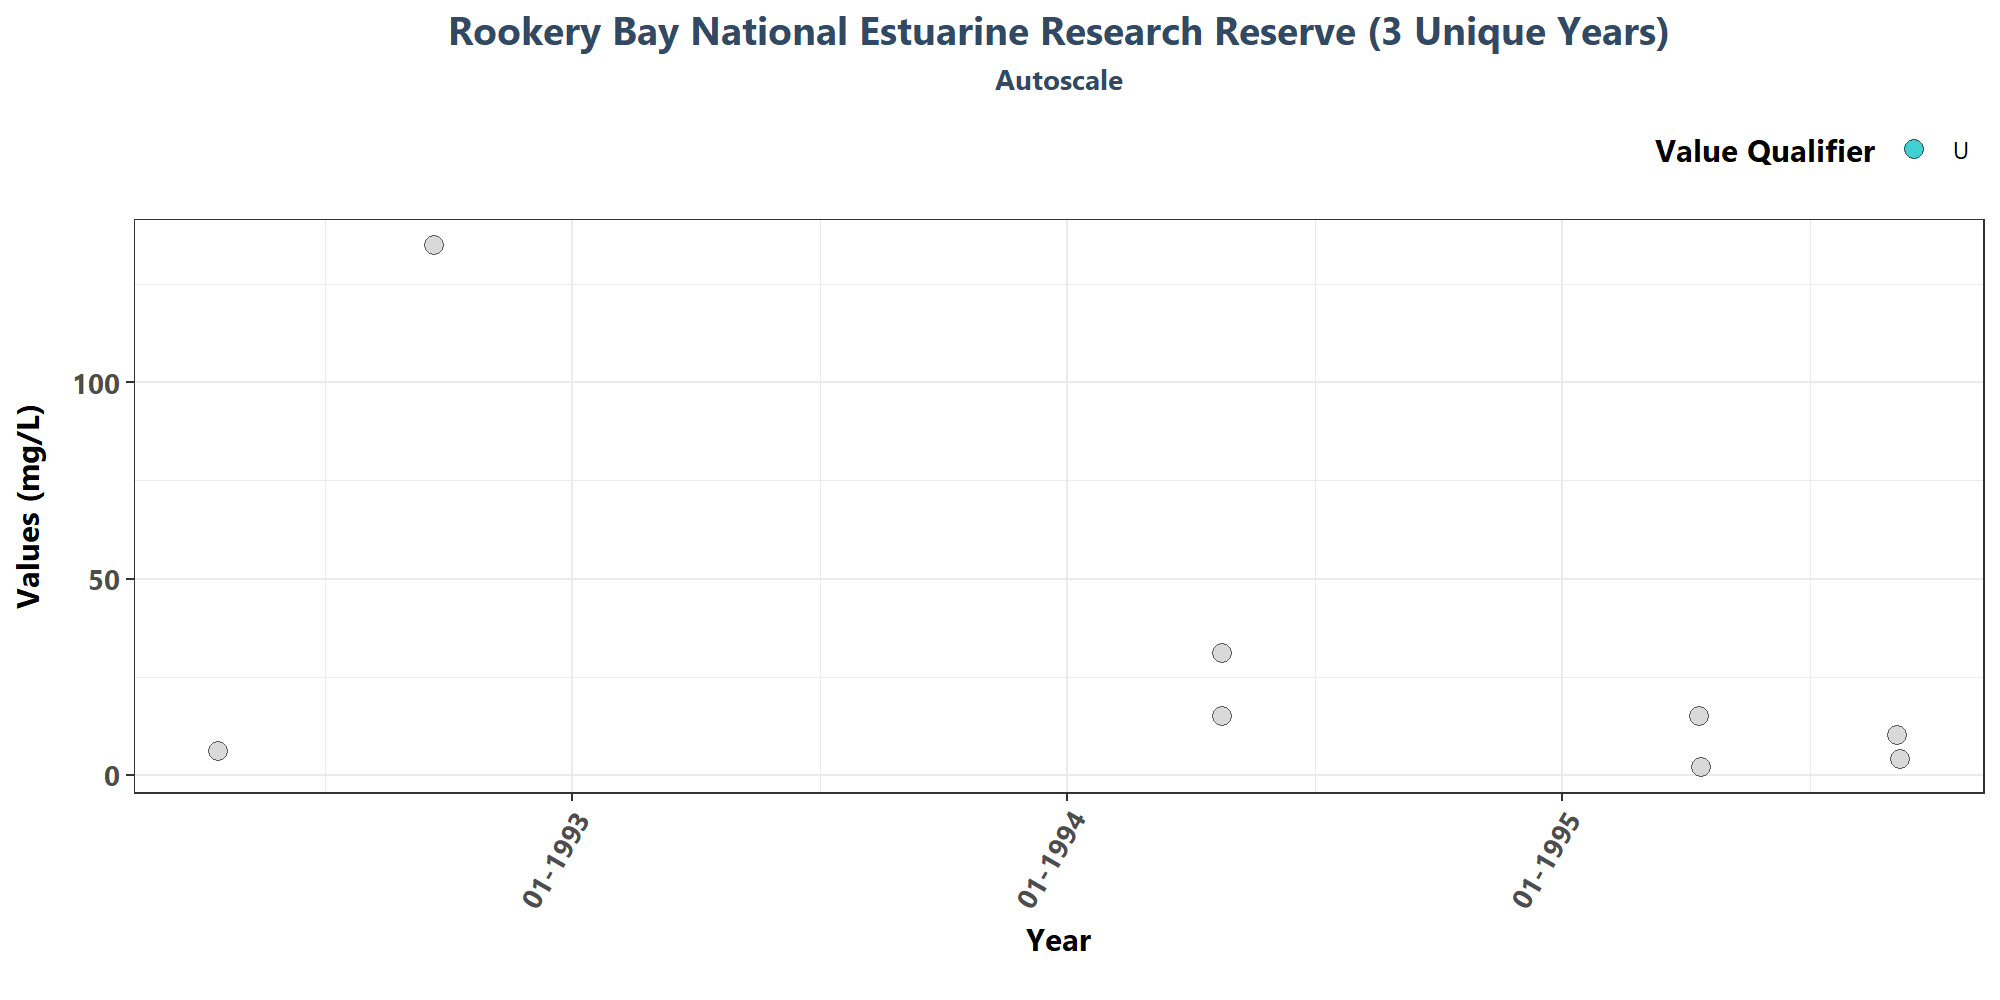 Rookery Bay National Estuarine Research Reserve (3 Unique Years)
Autoscale
Value Qualifier U
Values (mg/L)
100
50
0
01-1993
01-1994
01-1995
Year